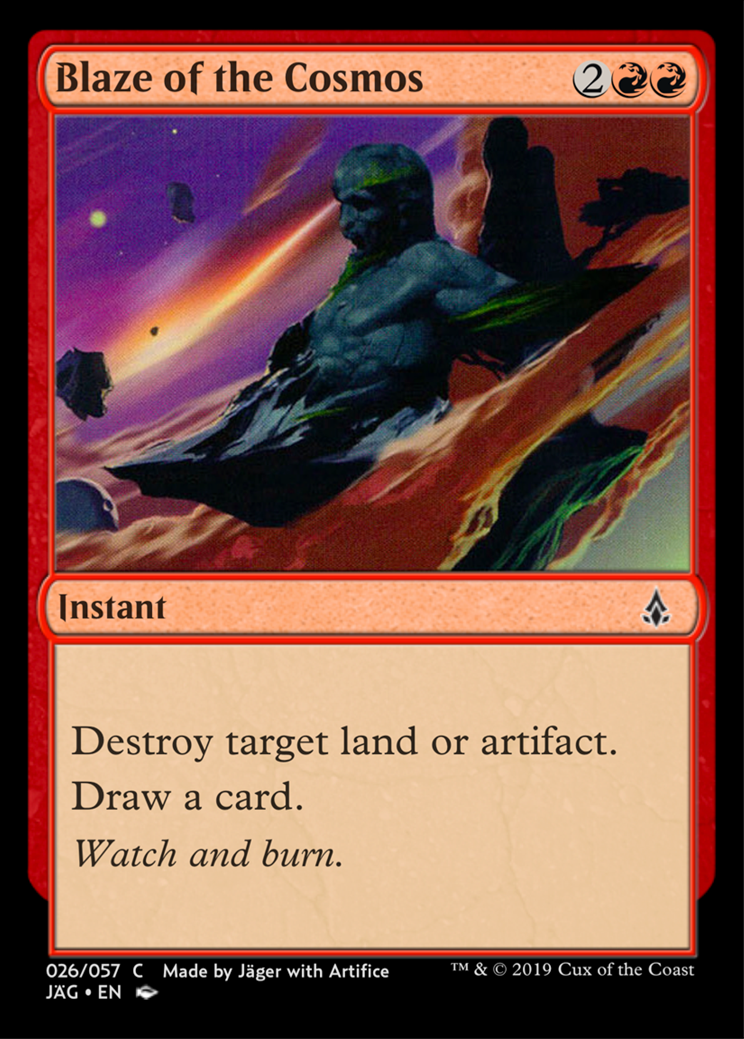 Blaze of the Cosmos 2
Instant
Destroy target land or artifact.
Draw a card.
Watch and burn.
026/057 C Made by Jäger with Artifice
JÄG • EN
™ & © 2019 Cux of the Coast